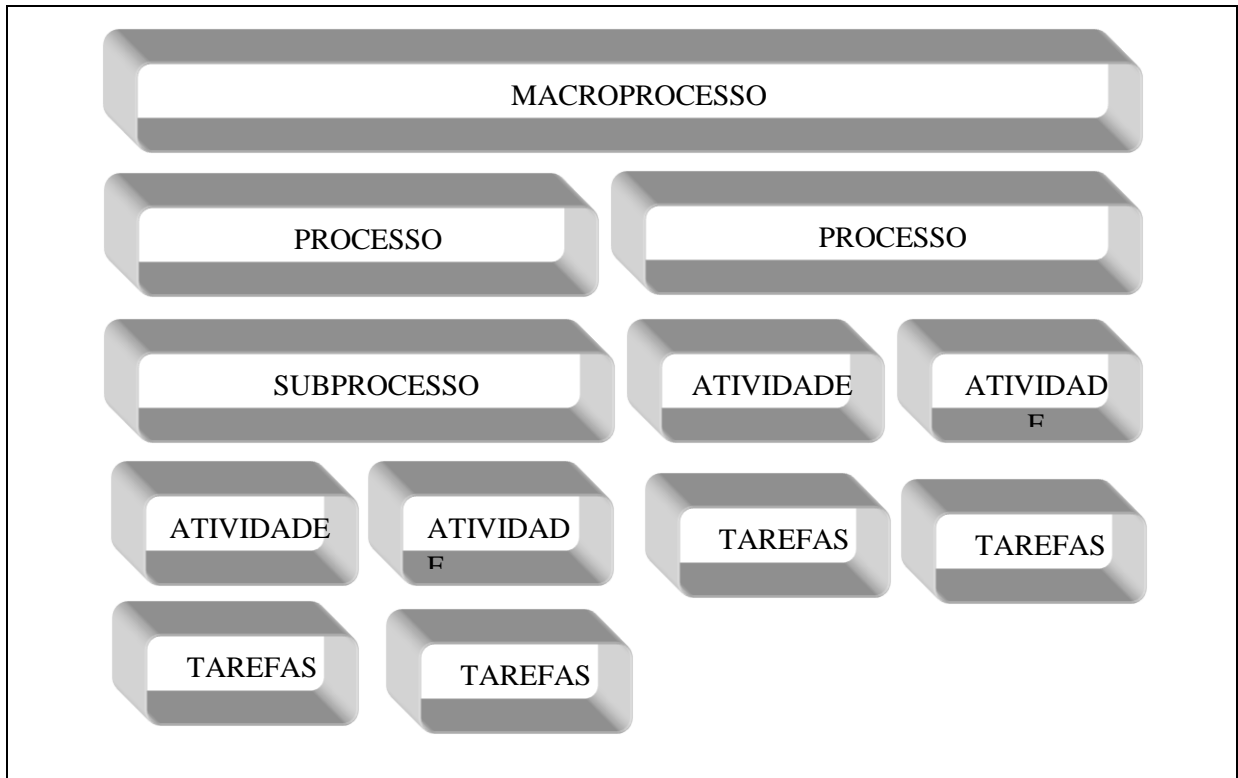 MACROPROCESSO
PROCESSO
PROCESSO
SUBPROCESSO
ATIVIDADE
ATIVIDAD
E
ATIVIDADE
ATIVIDAD
E
TAREFAS
TAREFAS
TAREFAS
TAREFAS